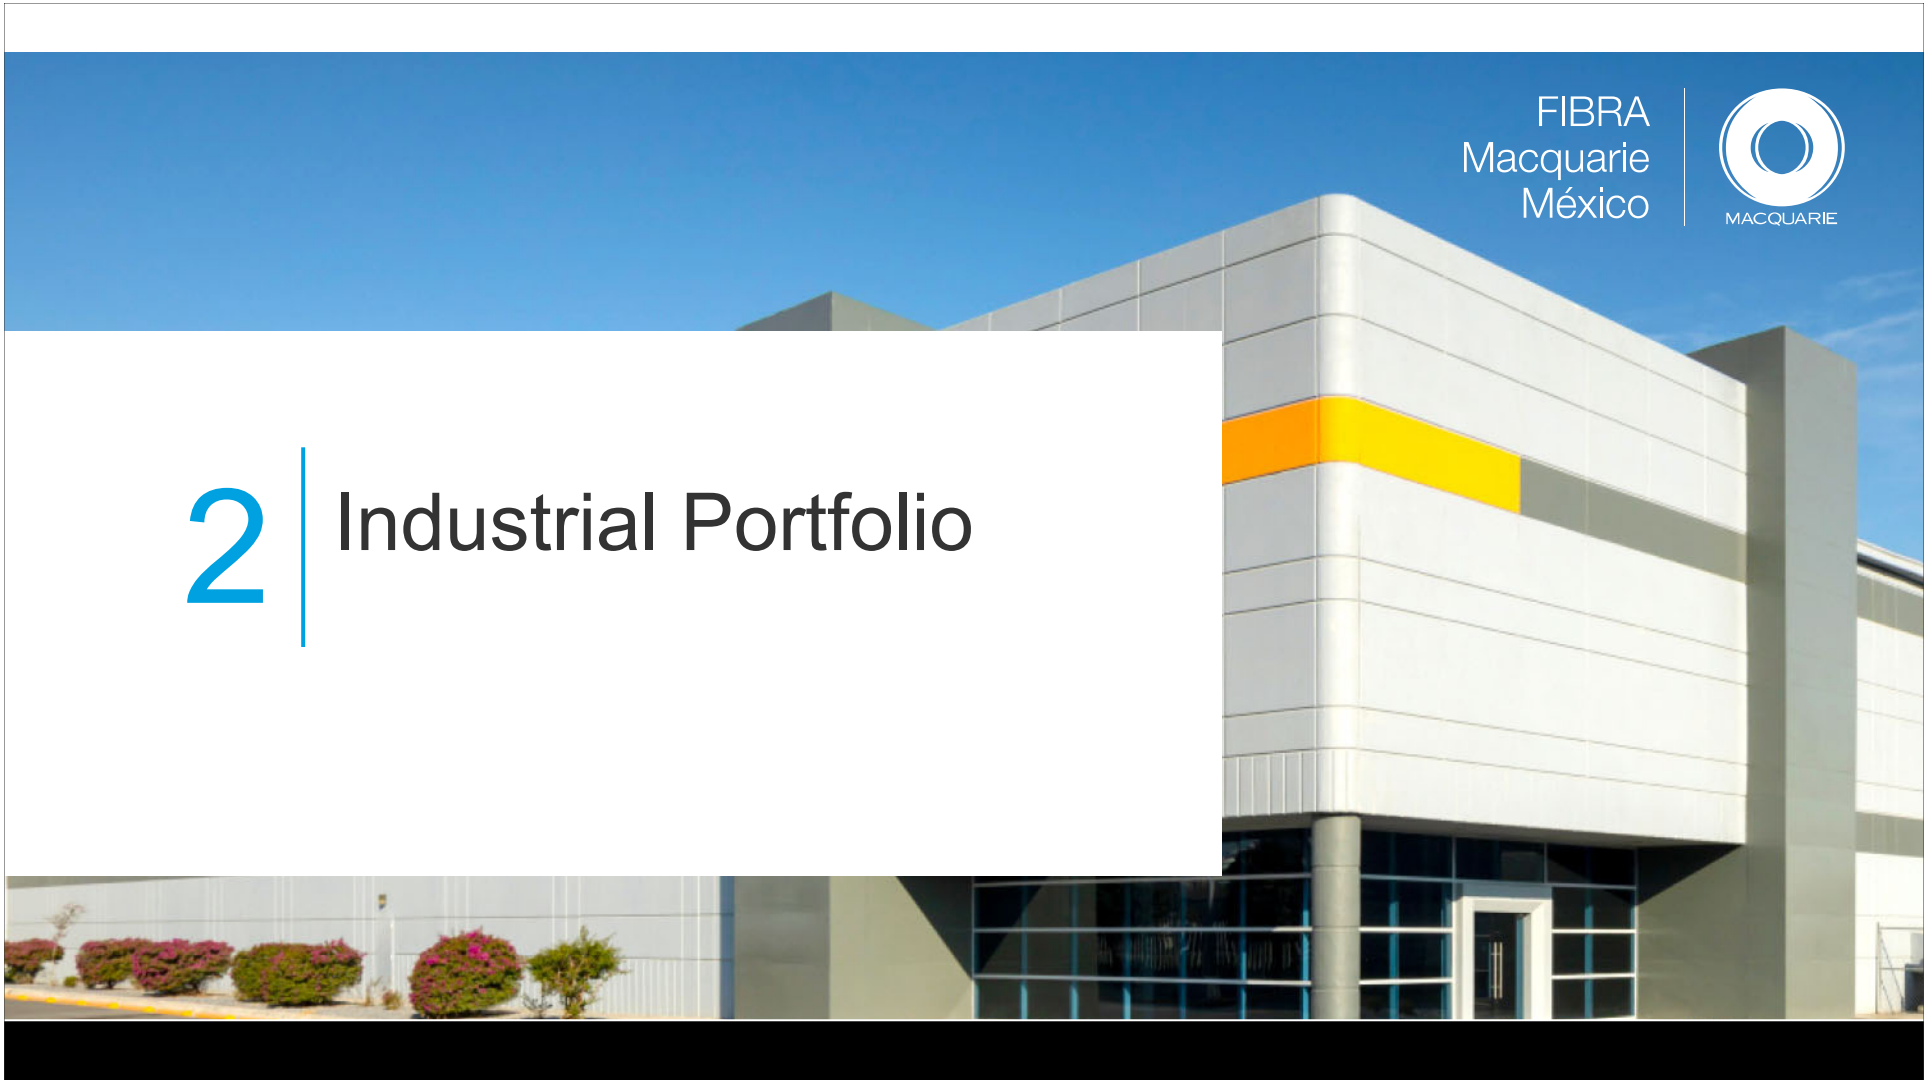 FIBRA
Macquarie
México
MACQUARIE
2
Industrial Portfolio